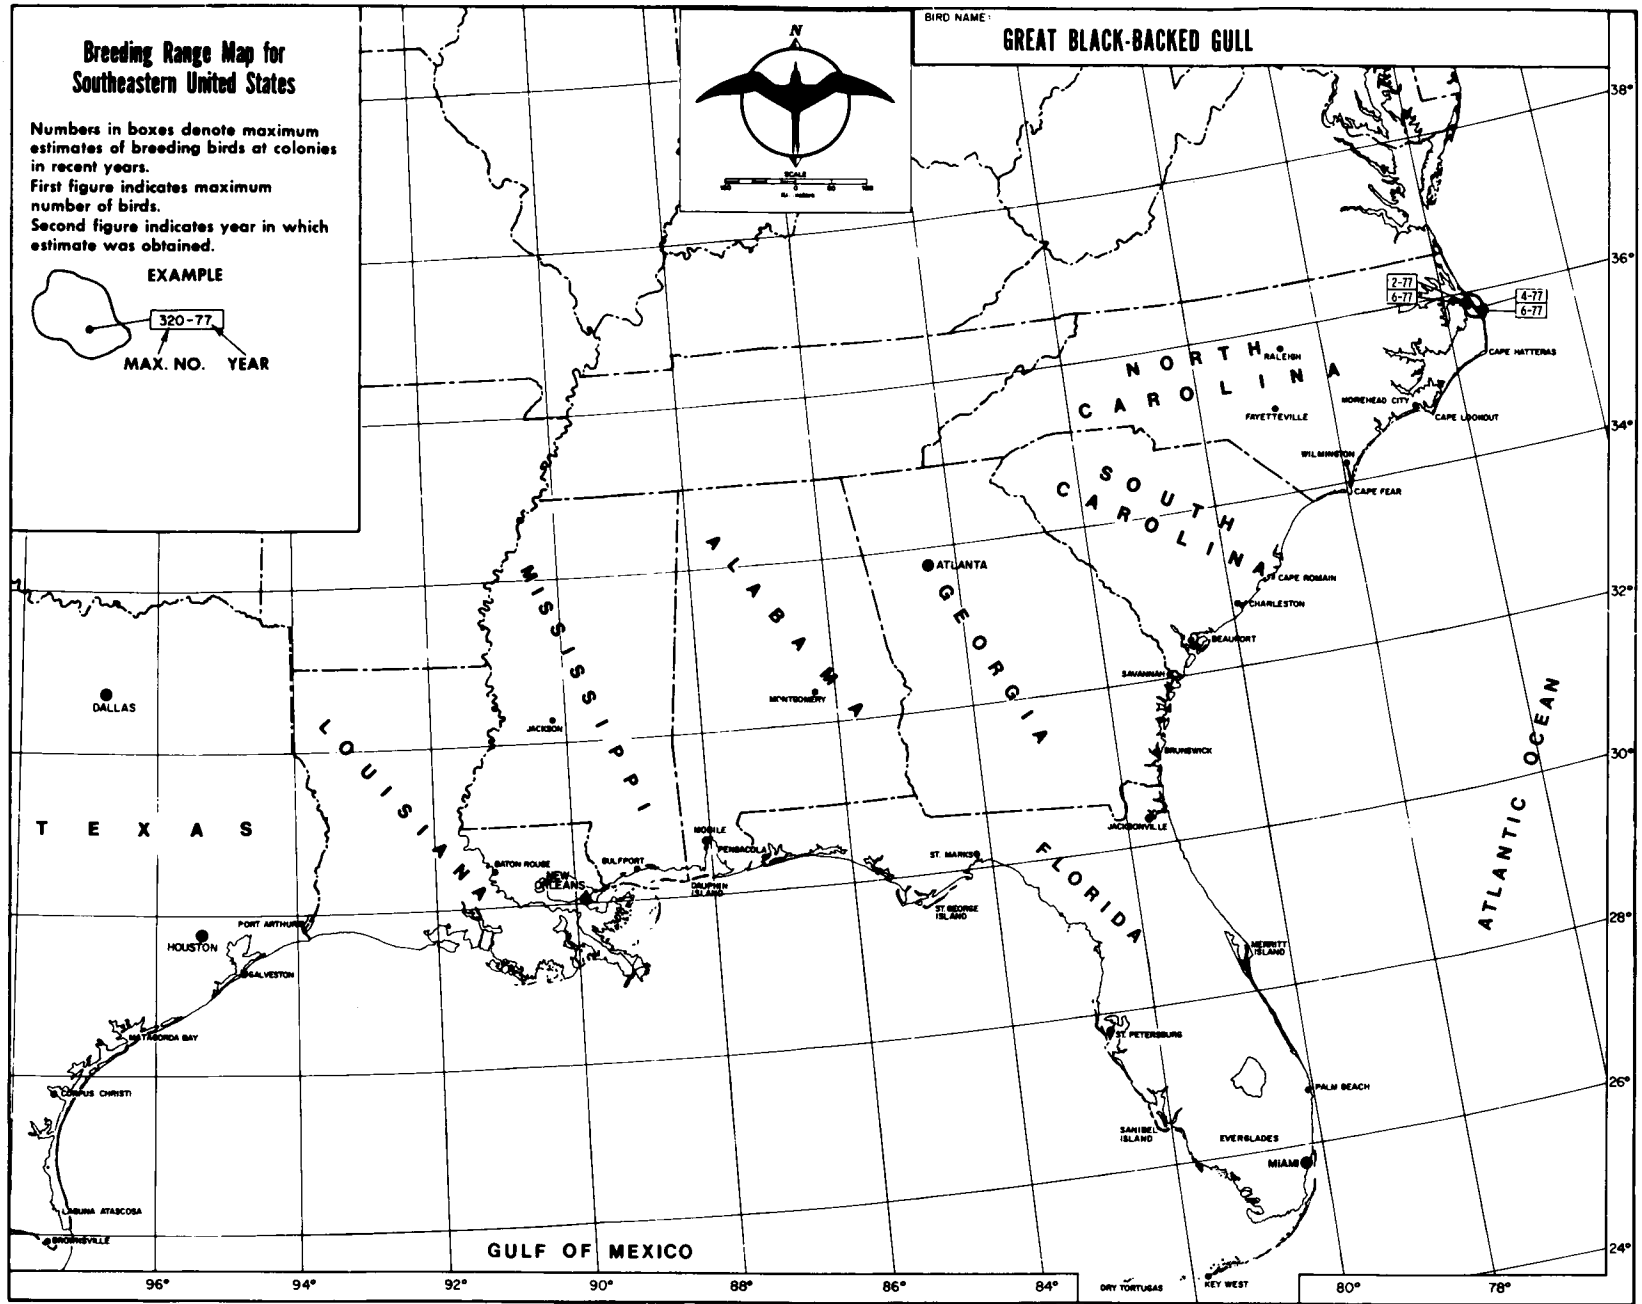 Breeding Range Map for
Southeastern United States
Numbers in boxes denote maximum
estimates of breeding birds at colonies
in recent years.
First figure indicates maximum
number of birds.
Second figure indicates year in which
estimate was obtained.
EXAMPLE
320-77
MAX. NO. YEAR
N
SCALE
BIRD NAME:
GREAT BLACK-BACKED GULL
38°
36°
34°
32°
30°
28°
26°
24°
2-77
6-77
4-77
6-77
CAPE HATTERAS
NORTH
CAROLINA
RALEIGH
FAYETTEVILLE
MOREHEAD CITY
CAPE LOOKOUT
WILMINGTON
CAPE FEAR
SOUTH
CAROLINA
CAPE ROMAIN
CHARLESTON
BEAUFORT
SAVANNAH
BRUNSWICK
JACKSONVILLE
ATLANTA
GEORGIA
ALABAMA
MONTGOMERY
MISSISSIPPI
JACKSON
DALLAS
LOUISIANA
TEXAS
BATON ROUGE
NEW
ORLEANS
GULFPORT
MOBILE
PENSACOLA
DAUPHIN
ISLAND
ST. MARKS
ST. GEORGE
ISLAND
FLORIDA
MERRITT
ISLAND
ST. PETERSBURG
PALM BEACH
SANIBEL
ISLAND
EVERGLADES
MIAMI
DRY TORTUGAS
KEY WEST
PORT ARTHUR
HOUSTON
GALVESTON
MATAGORDA BAY
CORPUS CHRISTI
LAGUNA ATASCOSA
BROWNSVILLE
GULF OF MEXICO
ATLANTIC OCEAN
96°
94°
92°
90°
88°
86°
84°
80°
78°